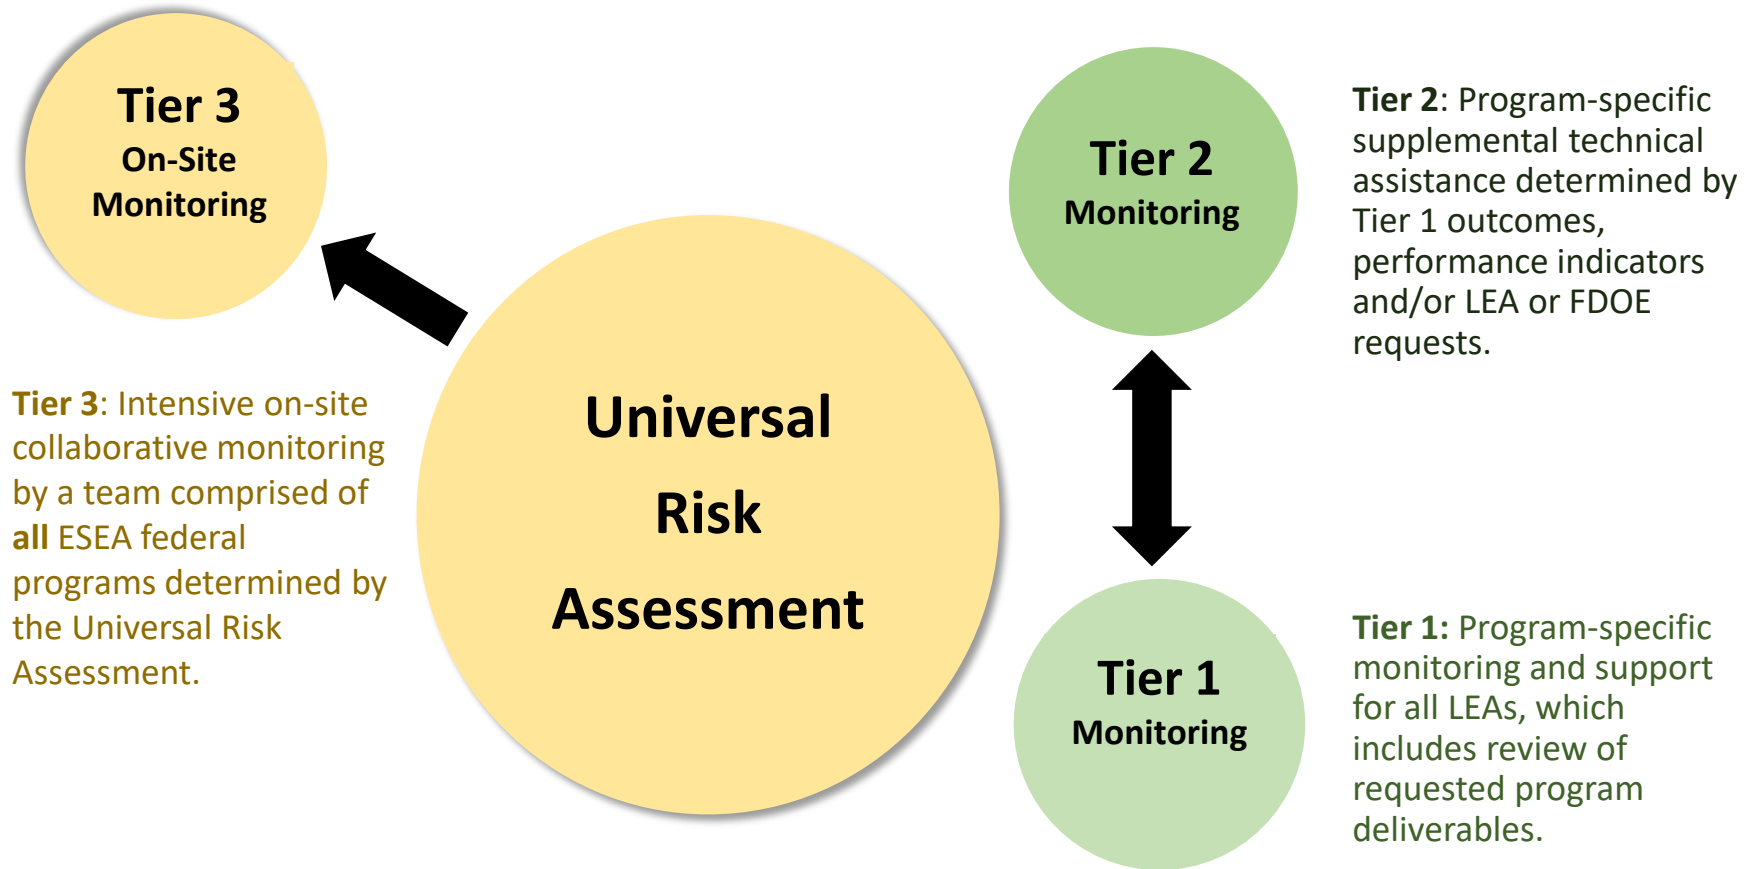 Tier 3
On-Site
Monitoring
Tier 3: Intensive on-site
collaborative monitoring
by a team comprised of
all ESEA federal
programs determined by
the Universal Risk
Assessment.
Universal
Risk
Assessment
Tier 2
Monitoring
Tier 2: Program-specific
supplemental technical
assistance determined by
Tier 1 outcomes,
performance indicators
and/or LEA or FDOE
requests.
Tier 1
Monitoring
Tier 1: Program-specific
monitoring and support
for all LEAs, which
includes review of
requested program
deliverables.